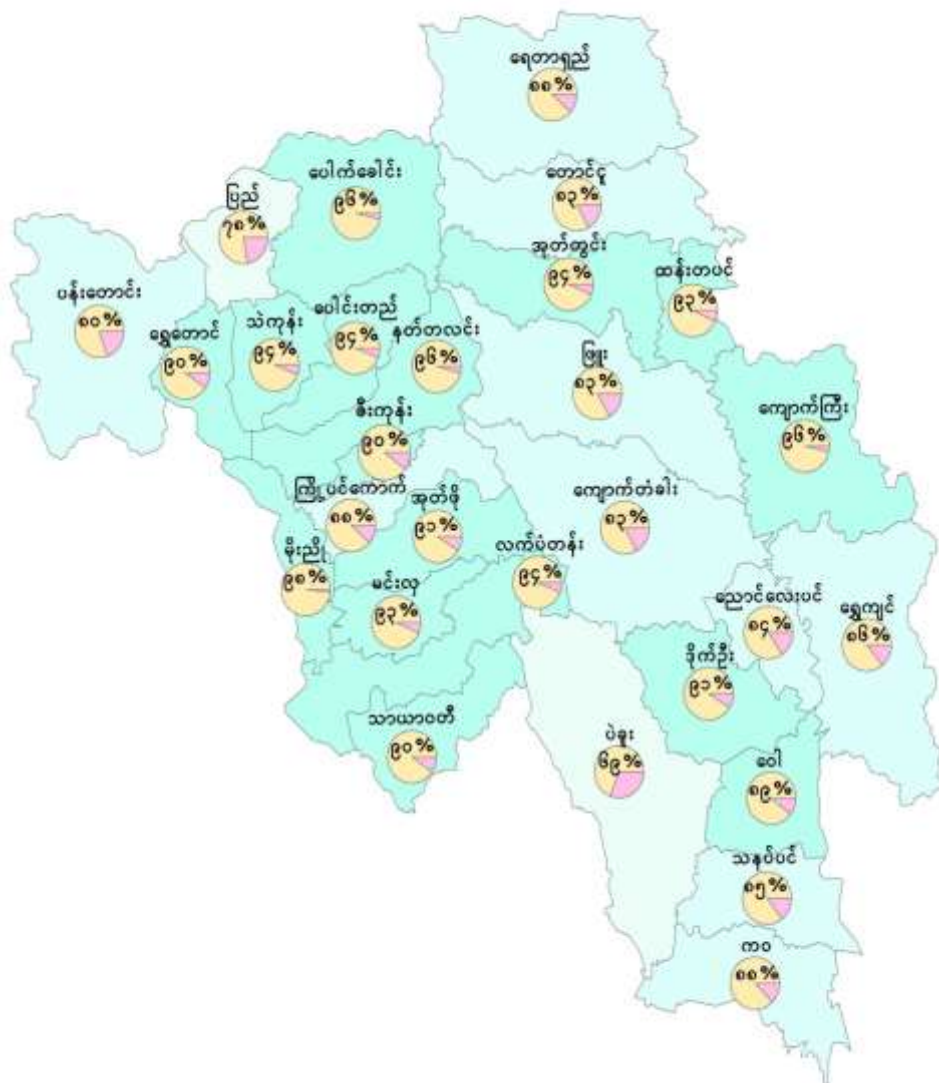 ရေတာရှည်
၈၈%
တောင်ငူ
၈၃%
ပေါက်ခေါင်း
၉၆%
ပြည်
၇၈%
အုတ်တွင်း
၉၄%
ထန်းတပင်
၉၃%
ပန်းတောင်း
၈၀%
ရွှေတောင်
၉၀%
သဲကုန်း
၉၄%
ပေါင်းတည်
၉၄%
နတ်တလင်း
၉၆%
ဖြူး
၈၃%
ကျောက်ကြီး
၉၆%
ဇီးကုန်း
၉၀%
ကြို့ပင်ကောက်
၈၈%
အုတ်ဖို
၉၁%
ကျောက်တံခါး
၈၃%
လက်ပံတန်း
၉၄%
မိုးညို
၉၈%
မင်းလှ
၉၃%
ညောင်လေးပင်
၈၄%
ရွှေကျင်
၈၆%
ဒိုက်ဦး
၉၁%
သာယာဝတီ
၉၀%
ပဲခူး
၆၉%
ဝေါ
၈၉%
သနပ်ပင်
၈၅%
ကဝ
၈၈%